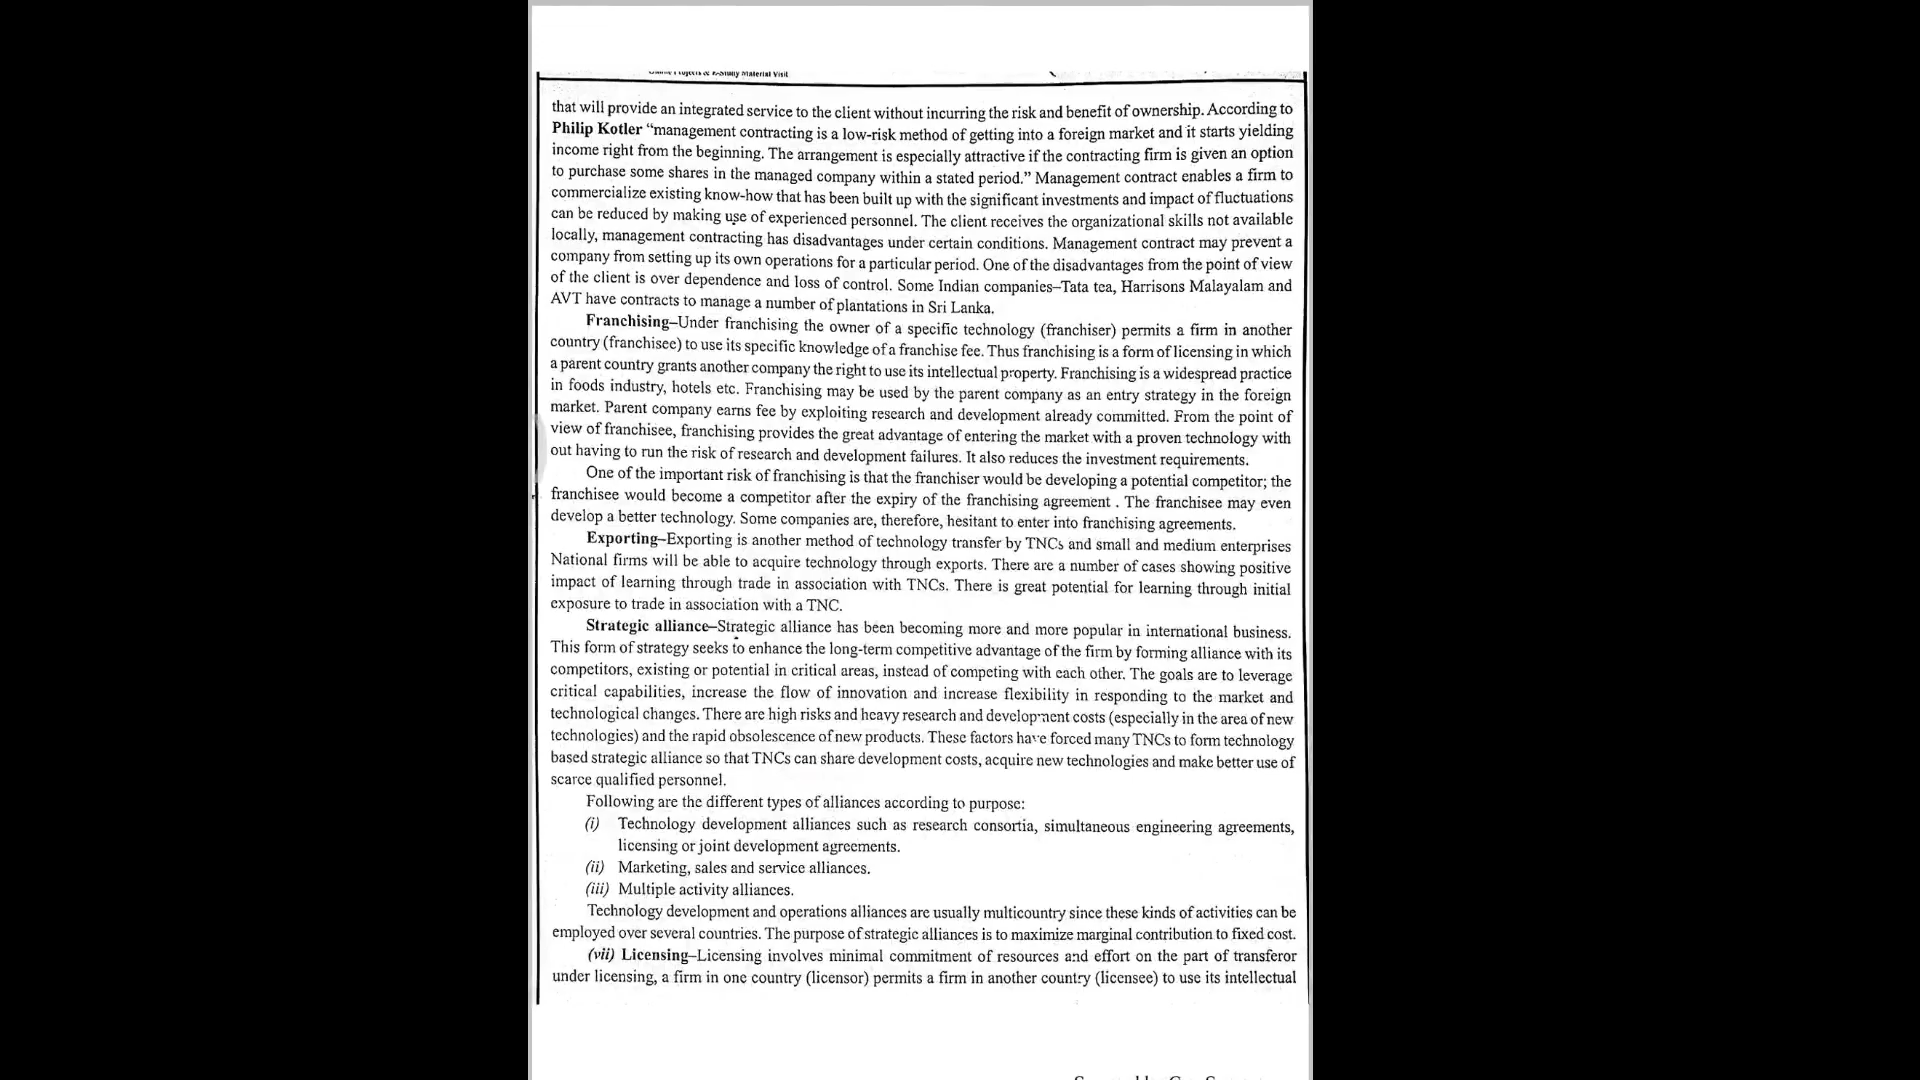 Study Material Visit
that will provide an integrated service to the client without incurring the risk and benefit of ownership. According to
Philip Kotler “management contracting is a low-risk method of getting into a foreign market and it starts yielding
income right from the beginning. The arrangement is especially attractive if the contracting firm is given an option
to purchase some shares in the managed company within a stated period.” Management contract enables a firm to
commercialize existing know-how that has been built up with the significant investments and impact of fluctuations
can be reduced by making use of experienced personnel. The client receives the organizational skills not available
locally, management contracting has disadvantages under certain conditions. Management contract may prevent a
company from setting up its own operations for a particular period. One of the disadvantages from the point of view
of the client is over dependence and loss of control. Some Indian companies–Tata tea, Harrisons Malayalam and
AVT have contracts to manage a number of plantations in Sri Lanka.
Franchising–Under franchising the owner of a specific technology (franchiser) permits a firm in another
country (franchisee) to use its specific knowledge of a franchise fee. Thus franchising is a form of licensing in which
a parent country grants another company the right to use its intellectual property. Franchising is a widespread practice
in foods industry, hotels etc. Franchising may be used by the parent company as an entry strategy in the foreign
market. Parent company earns fee by exploiting research and development already committed. From the point of
view of franchisee, franchising provides the great advantage of entering the market with a proven technology with
out having to run the risk of research and development failures. It also reduces the investment requirements.
One of the important risk of franchising is that the franchiser would be developing a potential competitor; the
franchisee would become a competitor after the expiry of the franchising agreement . The franchisee may even
develop a better technology. Some companies are, therefore, hesitant to enter into franchising agreements.
Exporting–Exporting is another method of technology transfer by TNCs and small and medium enterprises
National firms will be able to acquire technology through exports. There are a number of cases showing positive
impact of learning through trade in association with TNCs. There is great potential for learning through initial
exposure to trade in association with a TNC.
Strategic alliance–Strategic alliance has been becoming more and more popular in international business.
This form of strategy seeks to enhance the long-term competitive advantage of the firm by forming alliance with its
competitors, existing or potential in critical areas, instead of competing with each other. The goals are to leverage
critical capabilities, increase the flow of innovation and increase flexibility in responding to the market and
technological changes. There are high risks and heavy research and development costs (especially in the area of new
technologies) and the rapid obsolescence of new products. These factors have forced many TNCs to form technology
based strategic alliance so that TNCs can share development costs, acquire new technologies and make better use of
scarce qualified personnel.
Following are the different types of alliances according to purpose:
(i) Technology development alliances such as research consortia, simultaneous engineering agreements,
licensing or joint development agreements.
(ii) Marketing, sales and service alliances.
(iii) Multiple activity alliances.
Technology development and operations alliances are usually multicountry since these kinds of activities can be
employed over several countries. The purpose of strategic alliances is to maximize marginal contribution to fixed cost.
(vii) Licensing–Licensing involves minimal commitment of resources and effort on the part of transferor
under licensing, a firm in one country (licensor) permits a firm in another country (licensee) to use its intellectual